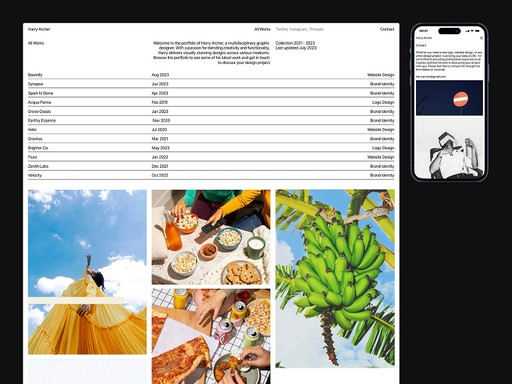 Harry Archer
All Works
Twitter, Instagram, Threads
Contact
All Works
Welcome to the portfolio of Harry Archer, a multidisciplinary graphic
designer. With a passion for blending creativity and functionality,
Harry delivers visually stunning designs across various mediums.
Browse the portfolio to see some of his latest work and get in touch
to discuss your design project.
Collection 2021 - 2023
Last updated July 2023
Boomify Aug 2023 Website Design
Synapse Jun 2023 Brand Identity
Spark N Stone Apr 2023 Brand Identity
Acqua Panna Feb 2019 Logo Design
Grove Goods Jan 2023 Brand Identity
Earthy Essence Nov 2020 Brand Identity
Helix Jul 2020 Website Design
Gravitas Mar 2021 Brand Identity
Brighter Co. May 2023 Logo Design
Fluxx Jan 2022 Website Design
Zenith Labs Dec 2021 Brand Identity
Velocity Oct 2022 Brand Identity
Harry Archer
Contact